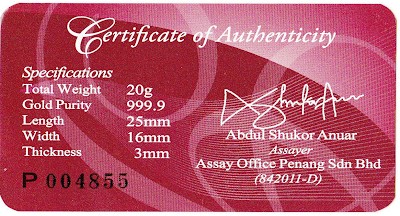 Certificate of Authenticity
Specifications
Total Weight 20g
Gold Purity 999.9
Length 25mm
Width 16mm
Thickness 3mm
P 004855
Abdul Shukor Anuar
Assayer
Assay Office Penang Sdn Bhd
(842011-D)